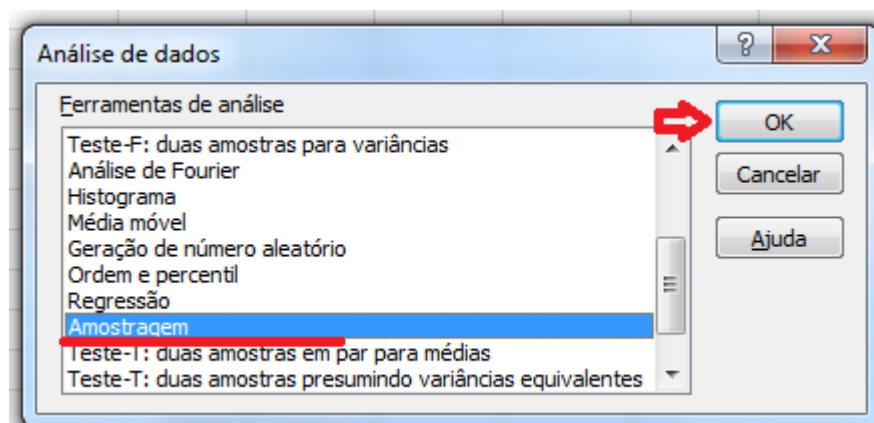 Análise de dados
Ferramentas de análise
Teste-F: duas amostras para variâncias
Análise de Fourier
Histograma
Média móvel
Geração de número aleatório
Ordem e percentil
Regressão
Amostragem
Teste-T: duas amostras em par para médias
Teste-T: duas amostras presumindo variâncias equivalentes
OK
Cancelar
Ajuda